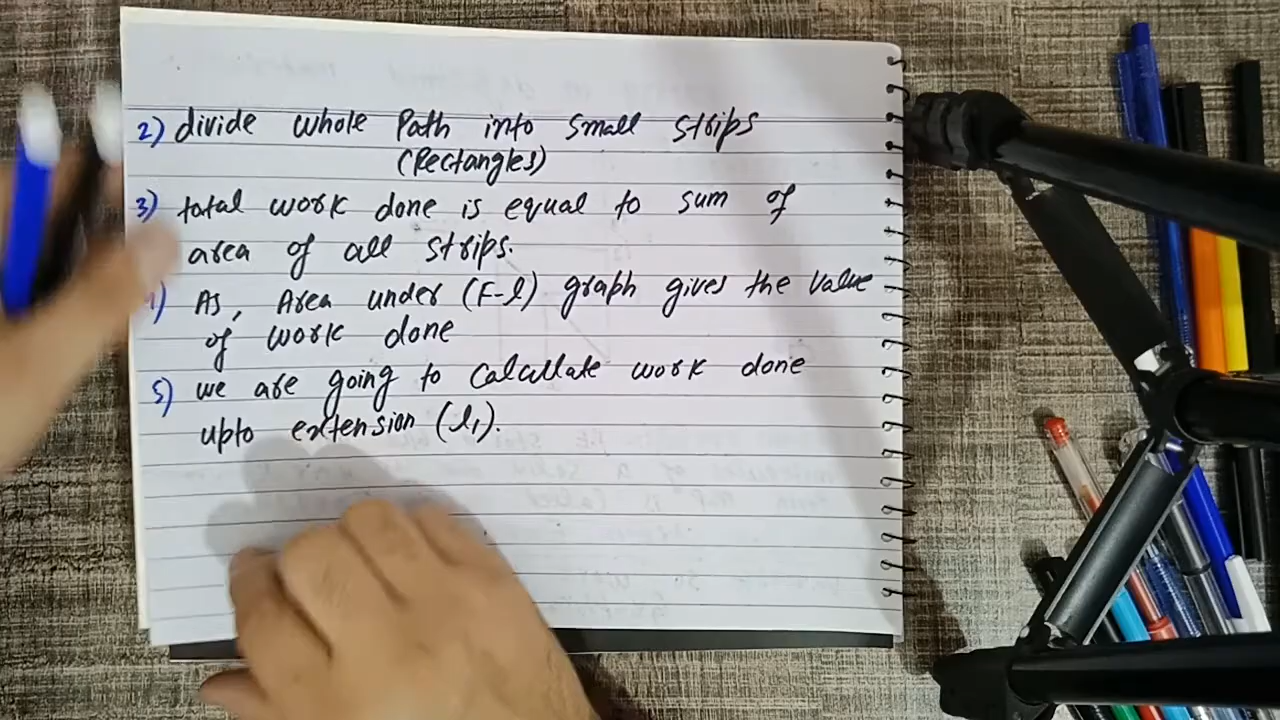 2) divide whole Path into small strips
(Rectangles)
3) total work done is equal to sum of
area of all strips.
4) As, Area under (F-l) graph gives the Value
of work done
5) we are going to calculate work done
upto extension (l₁).